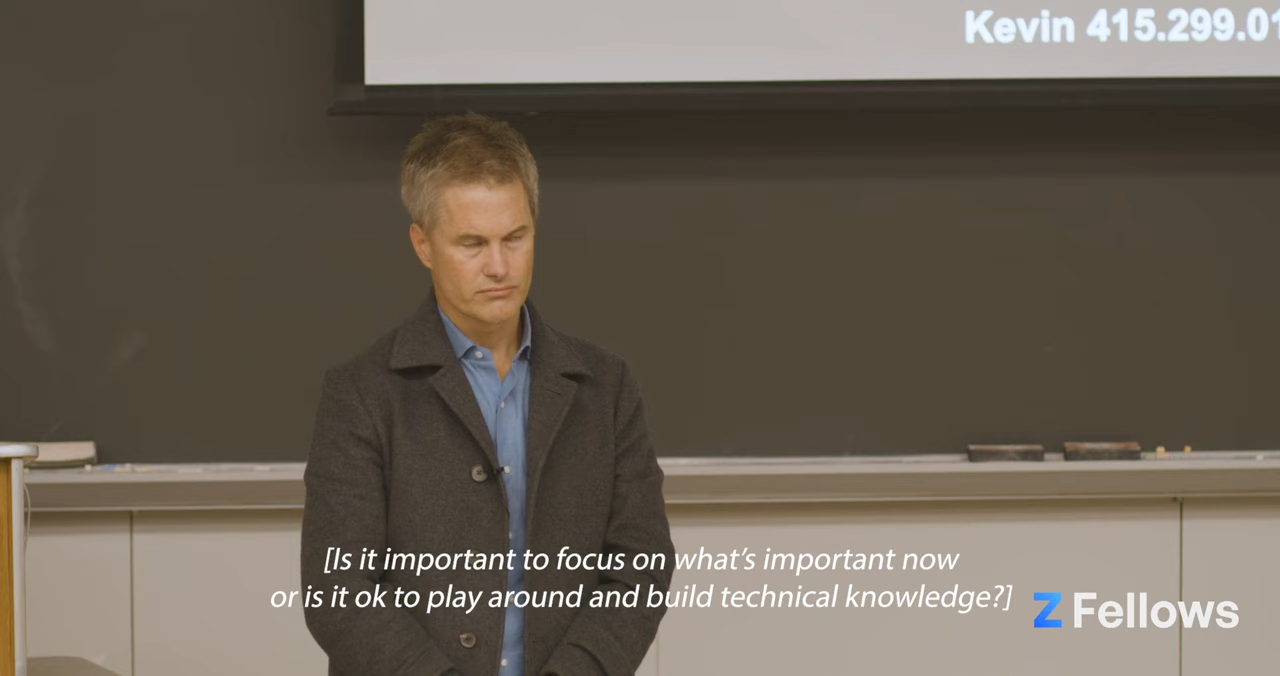 Kevin 415.299.01
[Is it important to focus on what's important now
or is it ok to play around and build technical knowledge?]
Z Fellows